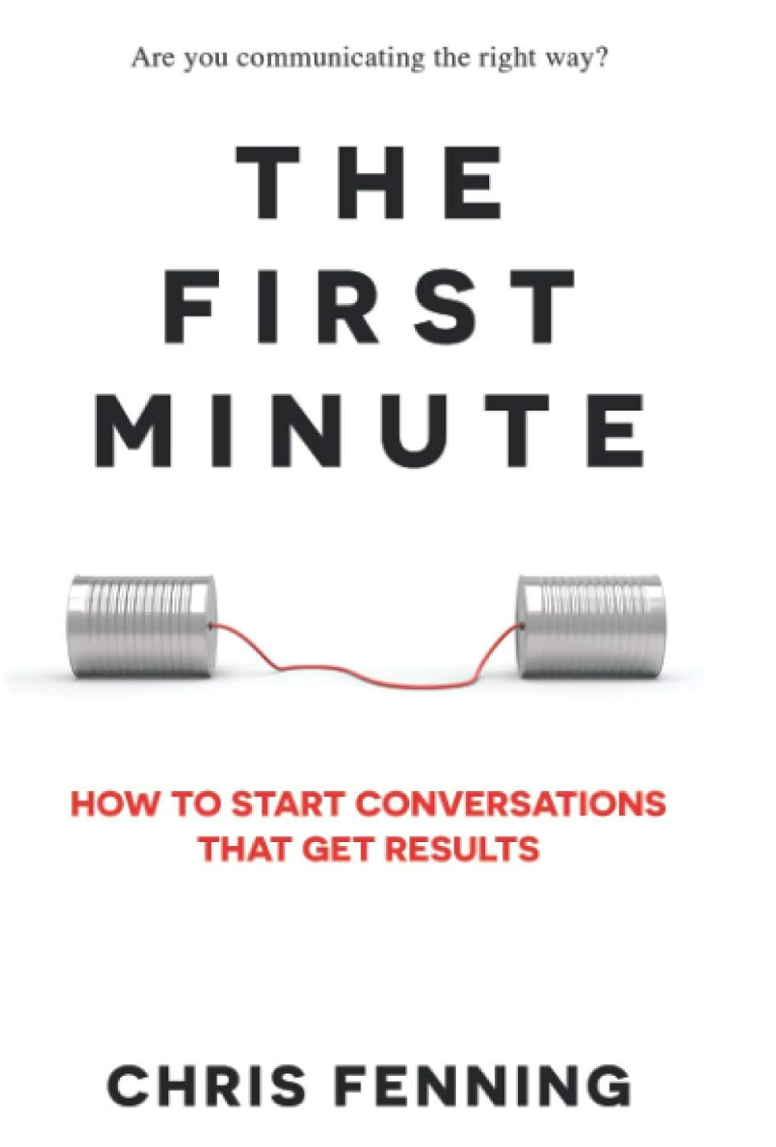 Are you communicating the right way?
THE
FIRST
MINUTE
HOW TO START CONVERSATIONS
THAT GET RESULTS
CHRIS FENNING